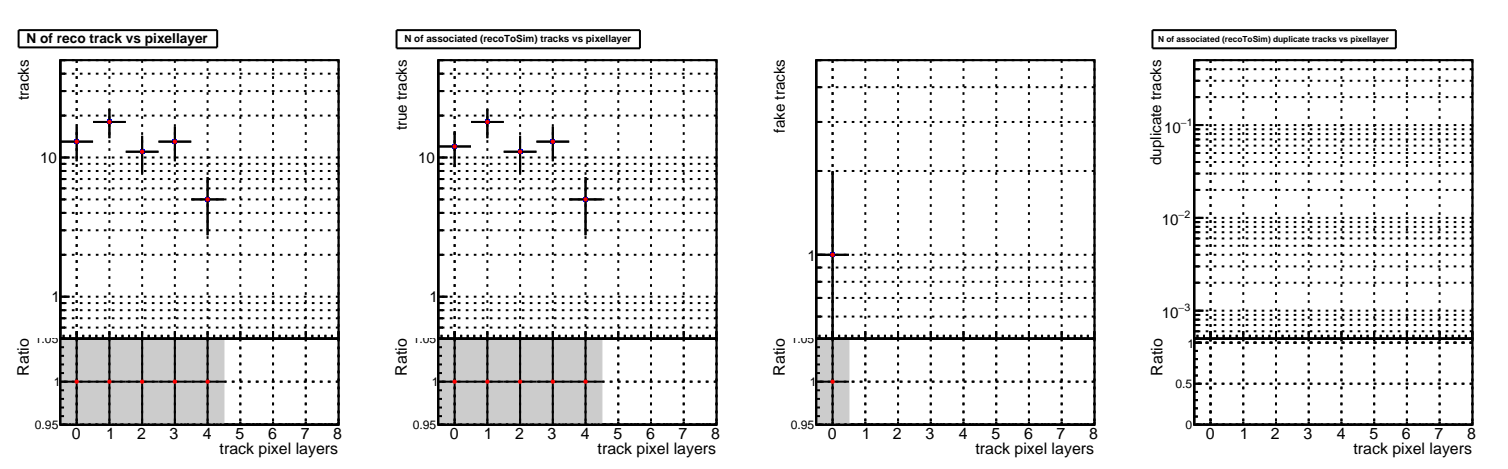 N of reco track vs pixellayer
tracks
10
1
Ratio
1.05
1
0.95
0 1 2 3 4 5 6 7 8
track pixel layers
N of associated (recoToSim) tracks vs pixellayer
true tracks
10
1
Ratio
1.05
1
0.95
0 1 2 3 4 5 6 7 8
track pixel layers
fake tracks
1
Ratio
1.05
1
0.95
0 1 2 3 4 5 6 7 8
track pixel layers
N of associated (recoToSim) duplicate tracks vs pixellayer
duplicate tracks
10⁻¹
10⁻²
10⁻³
Ratio
1
0.5
0
0 1 2 3 4 5 6 7 8
track pixel layers